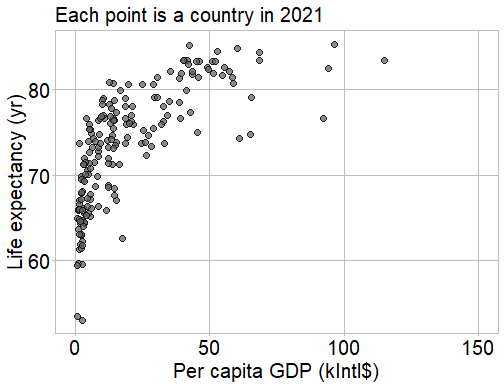 Each point is a country in 2021
Life expectancy (yr)
80
70
60
0 50 100 150
Per capita GDP (kIntl$)